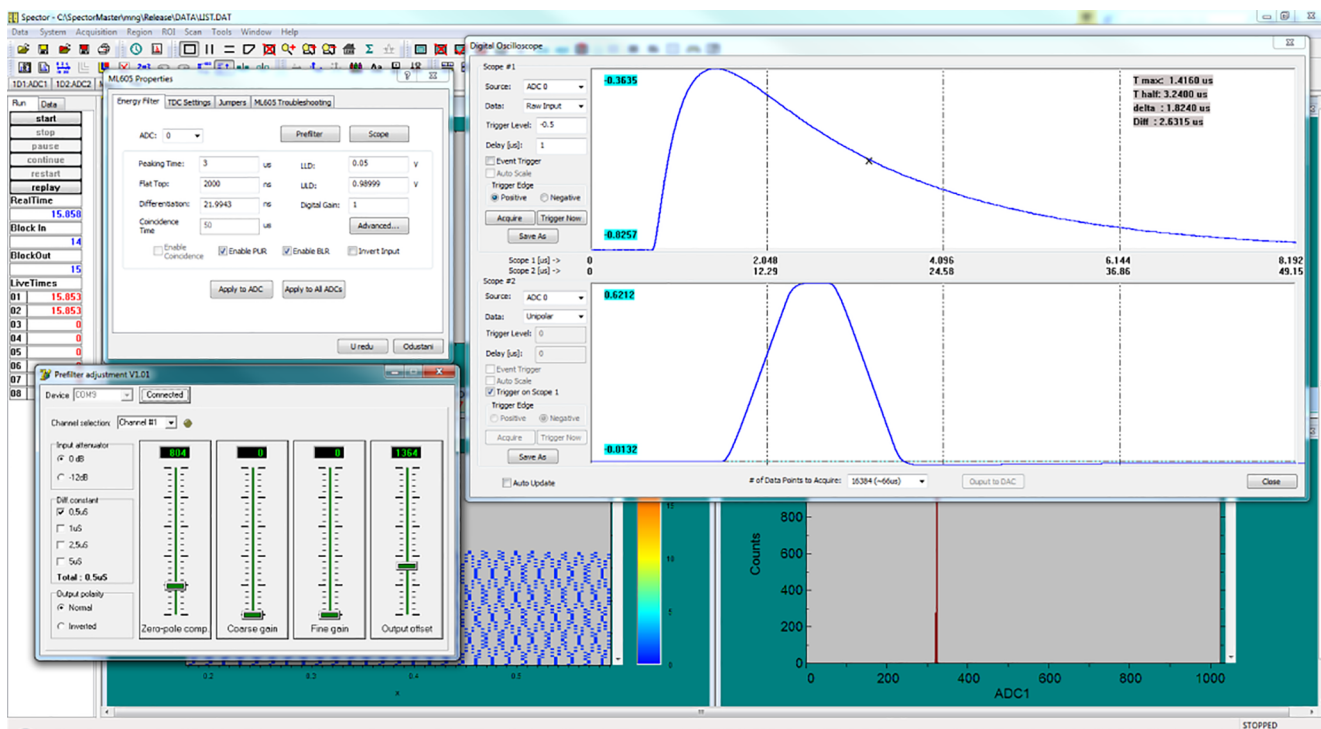 Spector - C:\SpectorMaster\mng\Release\DATA\LIST.DAT
Data System Acquisition Region ROI Scan Tools Window Help
1D1:ADC1 1D2:ADC2
Run Data
start
stop
pause
continue
restart
replay
RealTime
15.858
Block In
14
BlockOut
15
LiveTimes
01 15.853
02 15.853
03 0
04 0
05 0
06
07
08
ML605 Properties
Energy Filter TDC Settings Jumpers ML605 Troubleshooting
ADC: 0 Prefilter Scope
Peaking Time: 3 us LLD: 0.05 V
Flat Top: 2000 ns ULD: 0.98999 V
Differentiation: 21.9943 ns Digital Gain: 1
Coincidence Time 50 us Advanced...
Enable Coincidence Enable PUR Enable BLR Invert Input
Apply to ADC Apply to All ADCs
U redu Odustani
Prefilter adjustment V1.01
Device COM9 Connected
Channel selection: Channel #1
Input attenuator
0 dB
-12dB
Diff.constant
0,5uS
1uS
2,5uS
5uS
Total : 0.5uS
Output polarity
Normal
Inverted
804 0 0 1364
Zero-pole comp. Coarse gain Fine gain Output offset
Digital Oscilloscope
Scope #1
Source: ADC 0
Data: Raw Input
Trigger Level: -0.5
Delay [us]: 1
Event Trigger
Auto Scale
Trigger Edge
Positive Negative
Acquire Trigger Now
Save As
-0.3635
-0.8257
T max: 1.4160 us
T half: 3.2400 us
delta : 1.8240 us
Diff : 2.6315 us
Scope 1 [us] -> 0 2.048 4.096 6.144 8.192
Scope 2 [us] -> 0 12.29 24.58 36.86 49.15
Scope #2
Source: ADC 0
Data: Unipolar
Trigger Level: 0
Delay [us]: 0
Event Trigger
Auto Scale
Trigger on Scope 1
Trigger Edge
Positive Negative
Acquire Trigger Now
Save As
0.6212
-0.0132
Auto Update
# of Data Points to Acquire: 16384 (~66us) Ouput to DAC Close
15
10
5
0
0.2 0.3 0.4 0.5
x
800
600
400
200
0
Counts
0 200 400 600 800 1000
ADC1
STOPPED